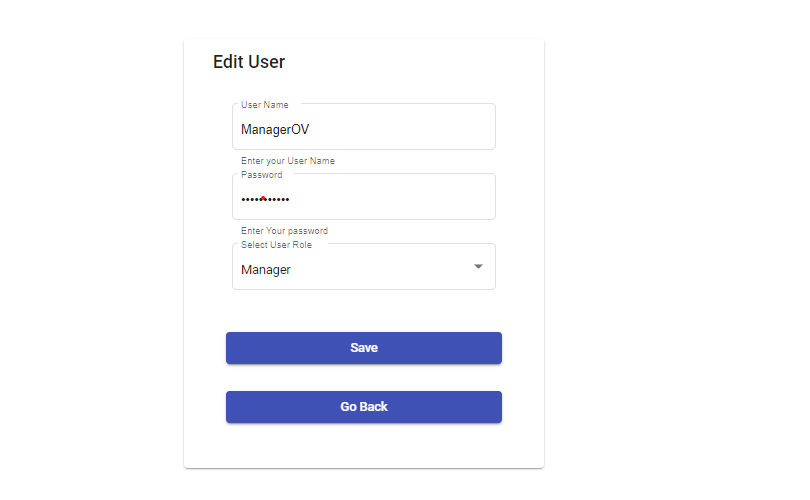 Edit User
User Name
ManagerOV
Enter your User Name
Password
•••••••••••
Enter Your password
Select User Role
Manager
Save
Go Back